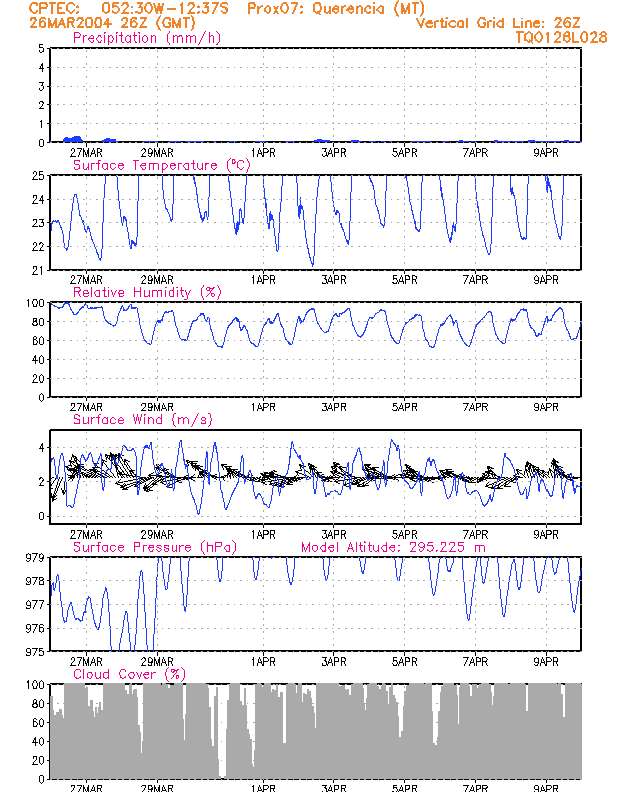 CPTEC: 052:30W-12:37S Prox07: Querencia (MT)
26MAR2004 26Z (GMT) Vertical Grid Line: 26Z
Precipitation (mm/h) TQ0126L028
5
4
3
2
1
0
27MAR 29MAR 1APR 3APR 5APR 7APR 9APR
Surface Temperature (ºC)
25
24
23
22
21
27MAR 29MAR 1APR 3APR 5APR 7APR 9APR
Relative Humidity (%)
100
80
60
40
20
0
27MAR 29MAR 1APR 3APR 5APR 7APR 9APR
Surface Wind (m/s)
4
2
0
27MAR 29MAR 1APR 3APR 5APR 7APR 9APR
Surface Pressure (hPa) Model Altitude: 295.225 m
979
978
977
976
975
27MAR 29MAR 1APR 3APR 5APR 7APR 9APR
Cloud Cover (%)
100
80
60
40
20
0
27MAR 29MAR 1APR 3APR 5APR 7APR 9APR